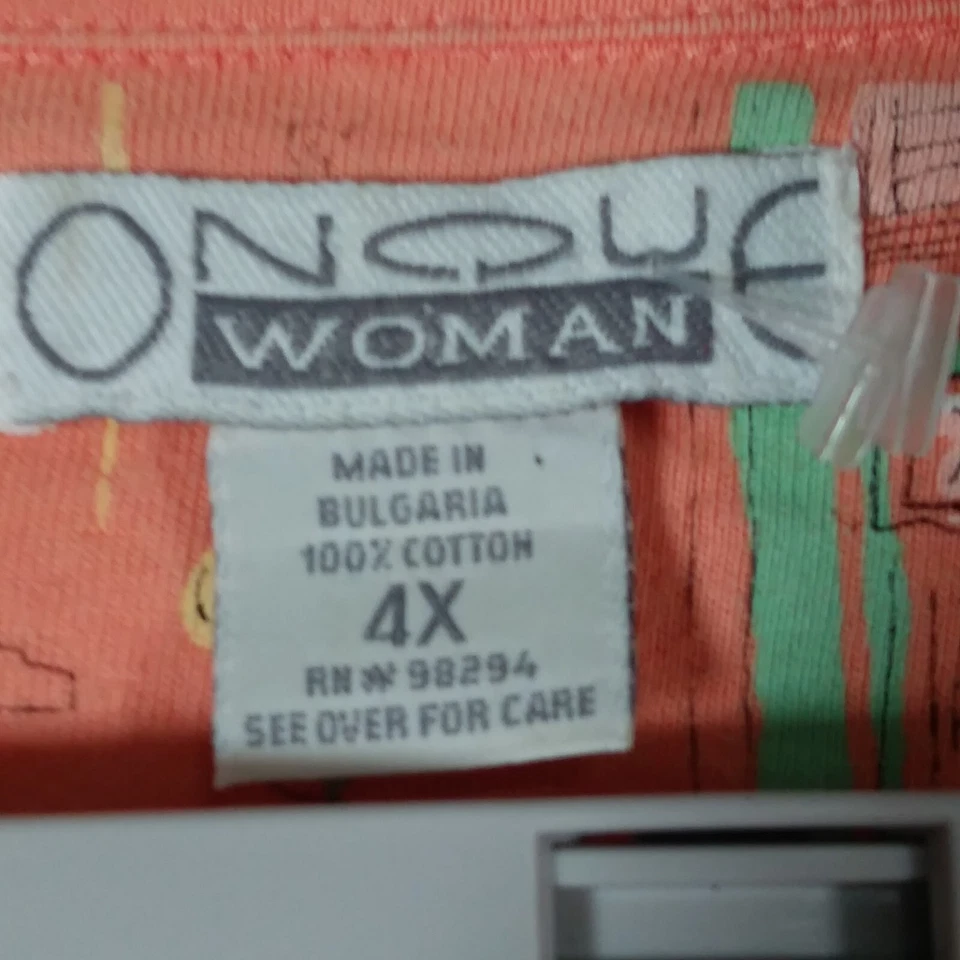 ONQUE
WOMAN
MADE IN
BULGARIA
100% COTTON
4X
RN# 98294
SEE OVER FOR CARE